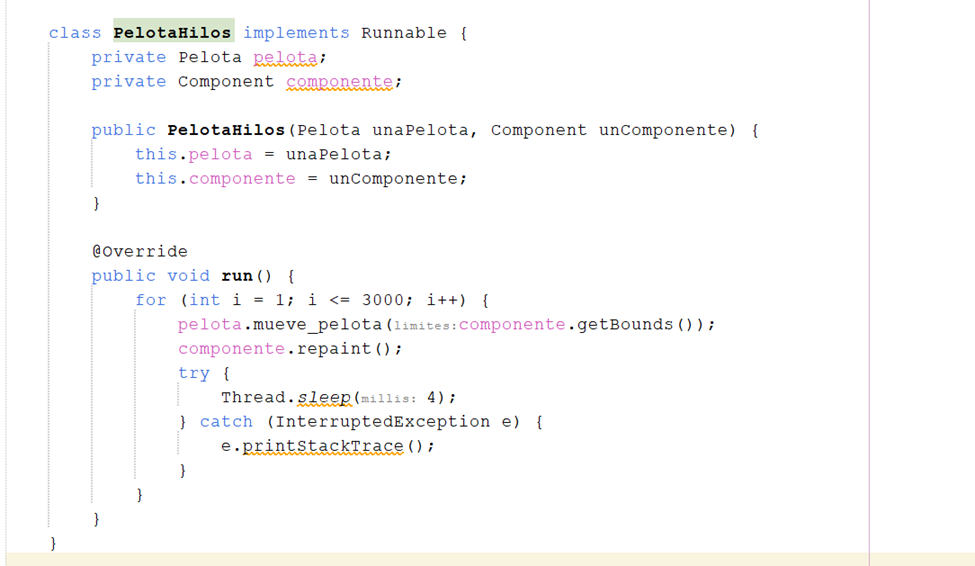 class PelotaHilos implements Runnable {
    private Pelota pelota;
    private Component componente;

    public PelotaHilos(Pelota unaPelota, Component unComponente) {
        this.pelota = unaPelota;
        this.componente = unComponente;
    }

    @Override
    public void run() {
        for (int i = 1; i <= 3000; i++) {
            pelota.mueve_pelota(limites:componente.getBounds());
            componente.repaint();
            try {
                Thread.sleep(millis: 4);
            } catch (InterruptedException e) {
                e.printStackTrace();
            }
        }
    }
}